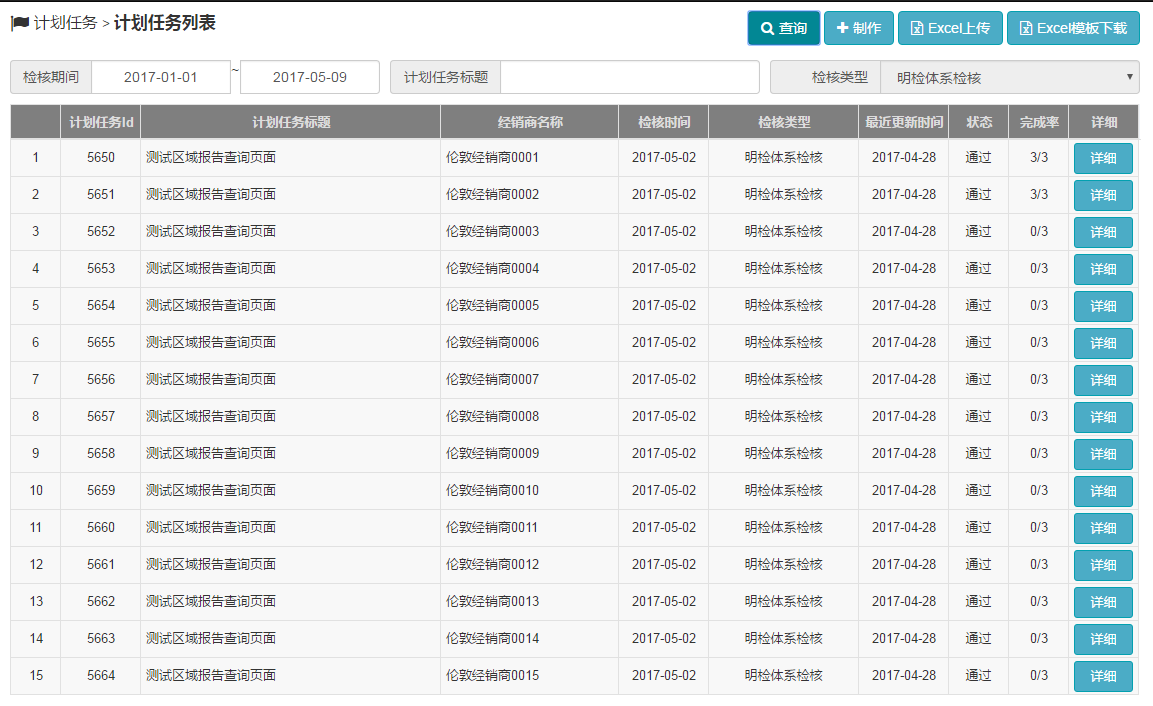 计划任务 > 计划任务列表
查询 制作 Excel上传 Excel模板下载
检核期间 2017-01-01 ~ 2017-05-09 计划任务标题 检核类型 明检体系检核
计划任务Id 计划任务标题 经销商名称 检核时间 检核类型 最近更新时间 状态 完成率 详细
1 5650 测试区域报告查询页面 伦敦经销商0001 2017-05-02 明检体系检核 2017-04-28 通过 3/3 详细
2 5651 测试区域报告查询页面 伦敦经销商0002 2017-05-02 明检体系检核 2017-04-28 通过 3/3 详细
3 5652 测试区域报告查询页面 伦敦经销商0003 2017-05-02 明检体系检核 2017-04-28 通过 0/3 详细
4 5653 测试区域报告查询页面 伦敦经销商0004 2017-05-02 明检体系检核 2017-04-28 通过 0/3 详细
5 5654 测试区域报告查询页面 伦敦经销商0005 2017-05-02 明检体系检核 2017-04-28 通过 0/3 详细
6 5655 测试区域报告查询页面 伦敦经销商0006 2017-05-02 明检体系检核 2017-04-28 通过 0/3 详细
7 5656 测试区域报告查询页面 伦敦经销商0007 2017-05-02 明检体系检核 2017-04-28 通过 0/3 详细
8 5657 测试区域报告查询页面 伦敦经销商0008 2017-05-02 明检体系检核 2017-04-28 通过 0/3 详细
9 5658 测试区域报告查询页面 伦敦经销商0009 2017-05-02 明检体系检核 2017-04-28 通过 0/3 详细
10 5659 测试区域报告查询页面 伦敦经销商0010 2017-05-02 明检体系检核 2017-04-28 通过 0/3 详细
11 5660 测试区域报告查询页面 伦敦经销商0011 2017-05-02 明检体系检核 2017-04-28 通过 0/3 详细
12 5661 测试区域报告查询页面 伦敦经销商0012 2017-05-02 明检体系检核 2017-04-28 通过 0/3 详细
13 5662 测试区域报告查询页面 伦敦经销商0013 2017-05-02 明检体系检核 2017-04-28 通过 0/3 详细
14 5663 测试区域报告查询页面 伦敦经销商0014 2017-05-02 明检体系检核 2017-04-28 通过 0/3 详细
15 5664 测试区域报告查询页面 伦敦经销商0015 2017-05-02 明检体系检核 2017-04-28 通过 0/3 详细